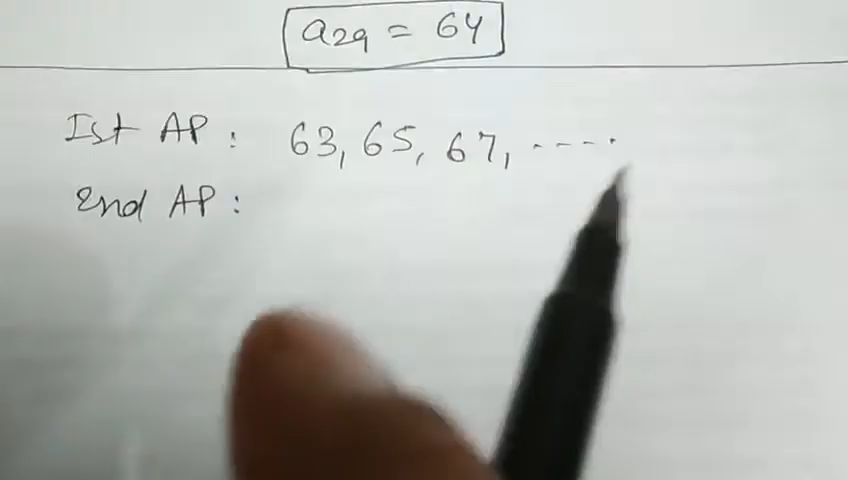 a29 = 64
Ist AP : 63, 65, 67, -----
2nd AP :